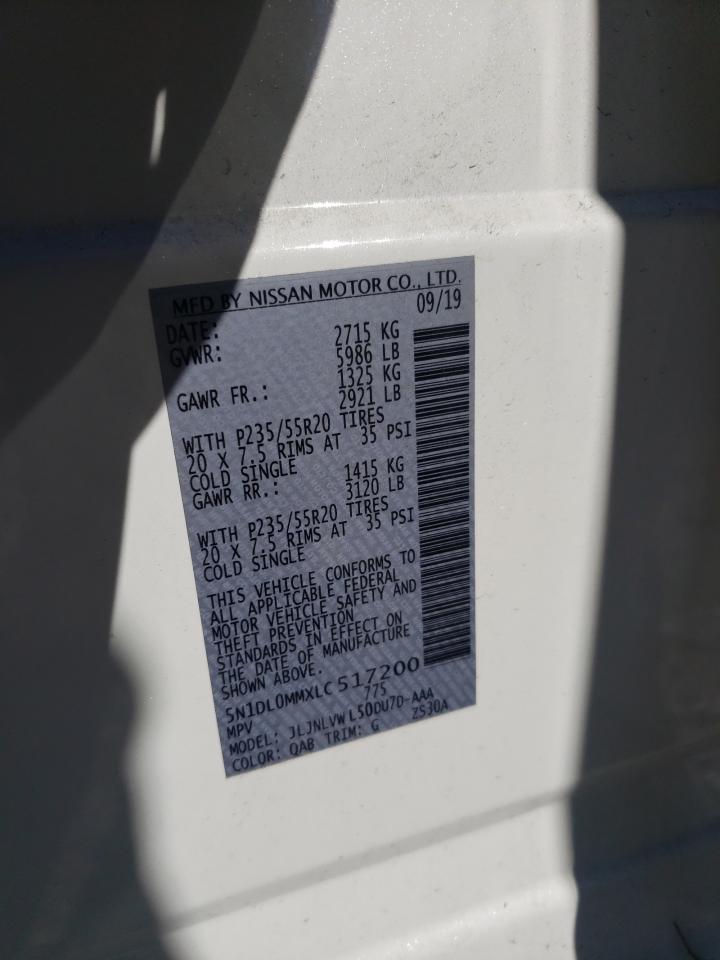 MFD BY NISSAN MOTOR CO., LTD.
DATE: 09/19
GVWR: 2715 KG
5986 LB
GAWR FR.: 1325 KG
2921 LB
WITH P235/55R20 TIRES
20 X 7.5 RIMS AT 35 PSI
COLD SINGLE
GAWR RR.: 1415 KG
3120 LB
WITH P235/55R20 TIRES
20 X 7.5 RIMS AT 35 PSI
COLD SINGLE
THIS VEHICLE CONFORMS TO
ALL APPLICABLE FEDERAL
MOTOR VEHICLE SAFETY AND
THEFT PREVENTION
STANDARDS IN EFFECT ON
THE DATE OF MANUFACTURE
SHOWN ABOVE.
5N1DL0MMXLC517200
MPV 775
MODEL: JLJNLVWL50DU7D-AAA
COLOR: QAB TRIM: G ZS30A